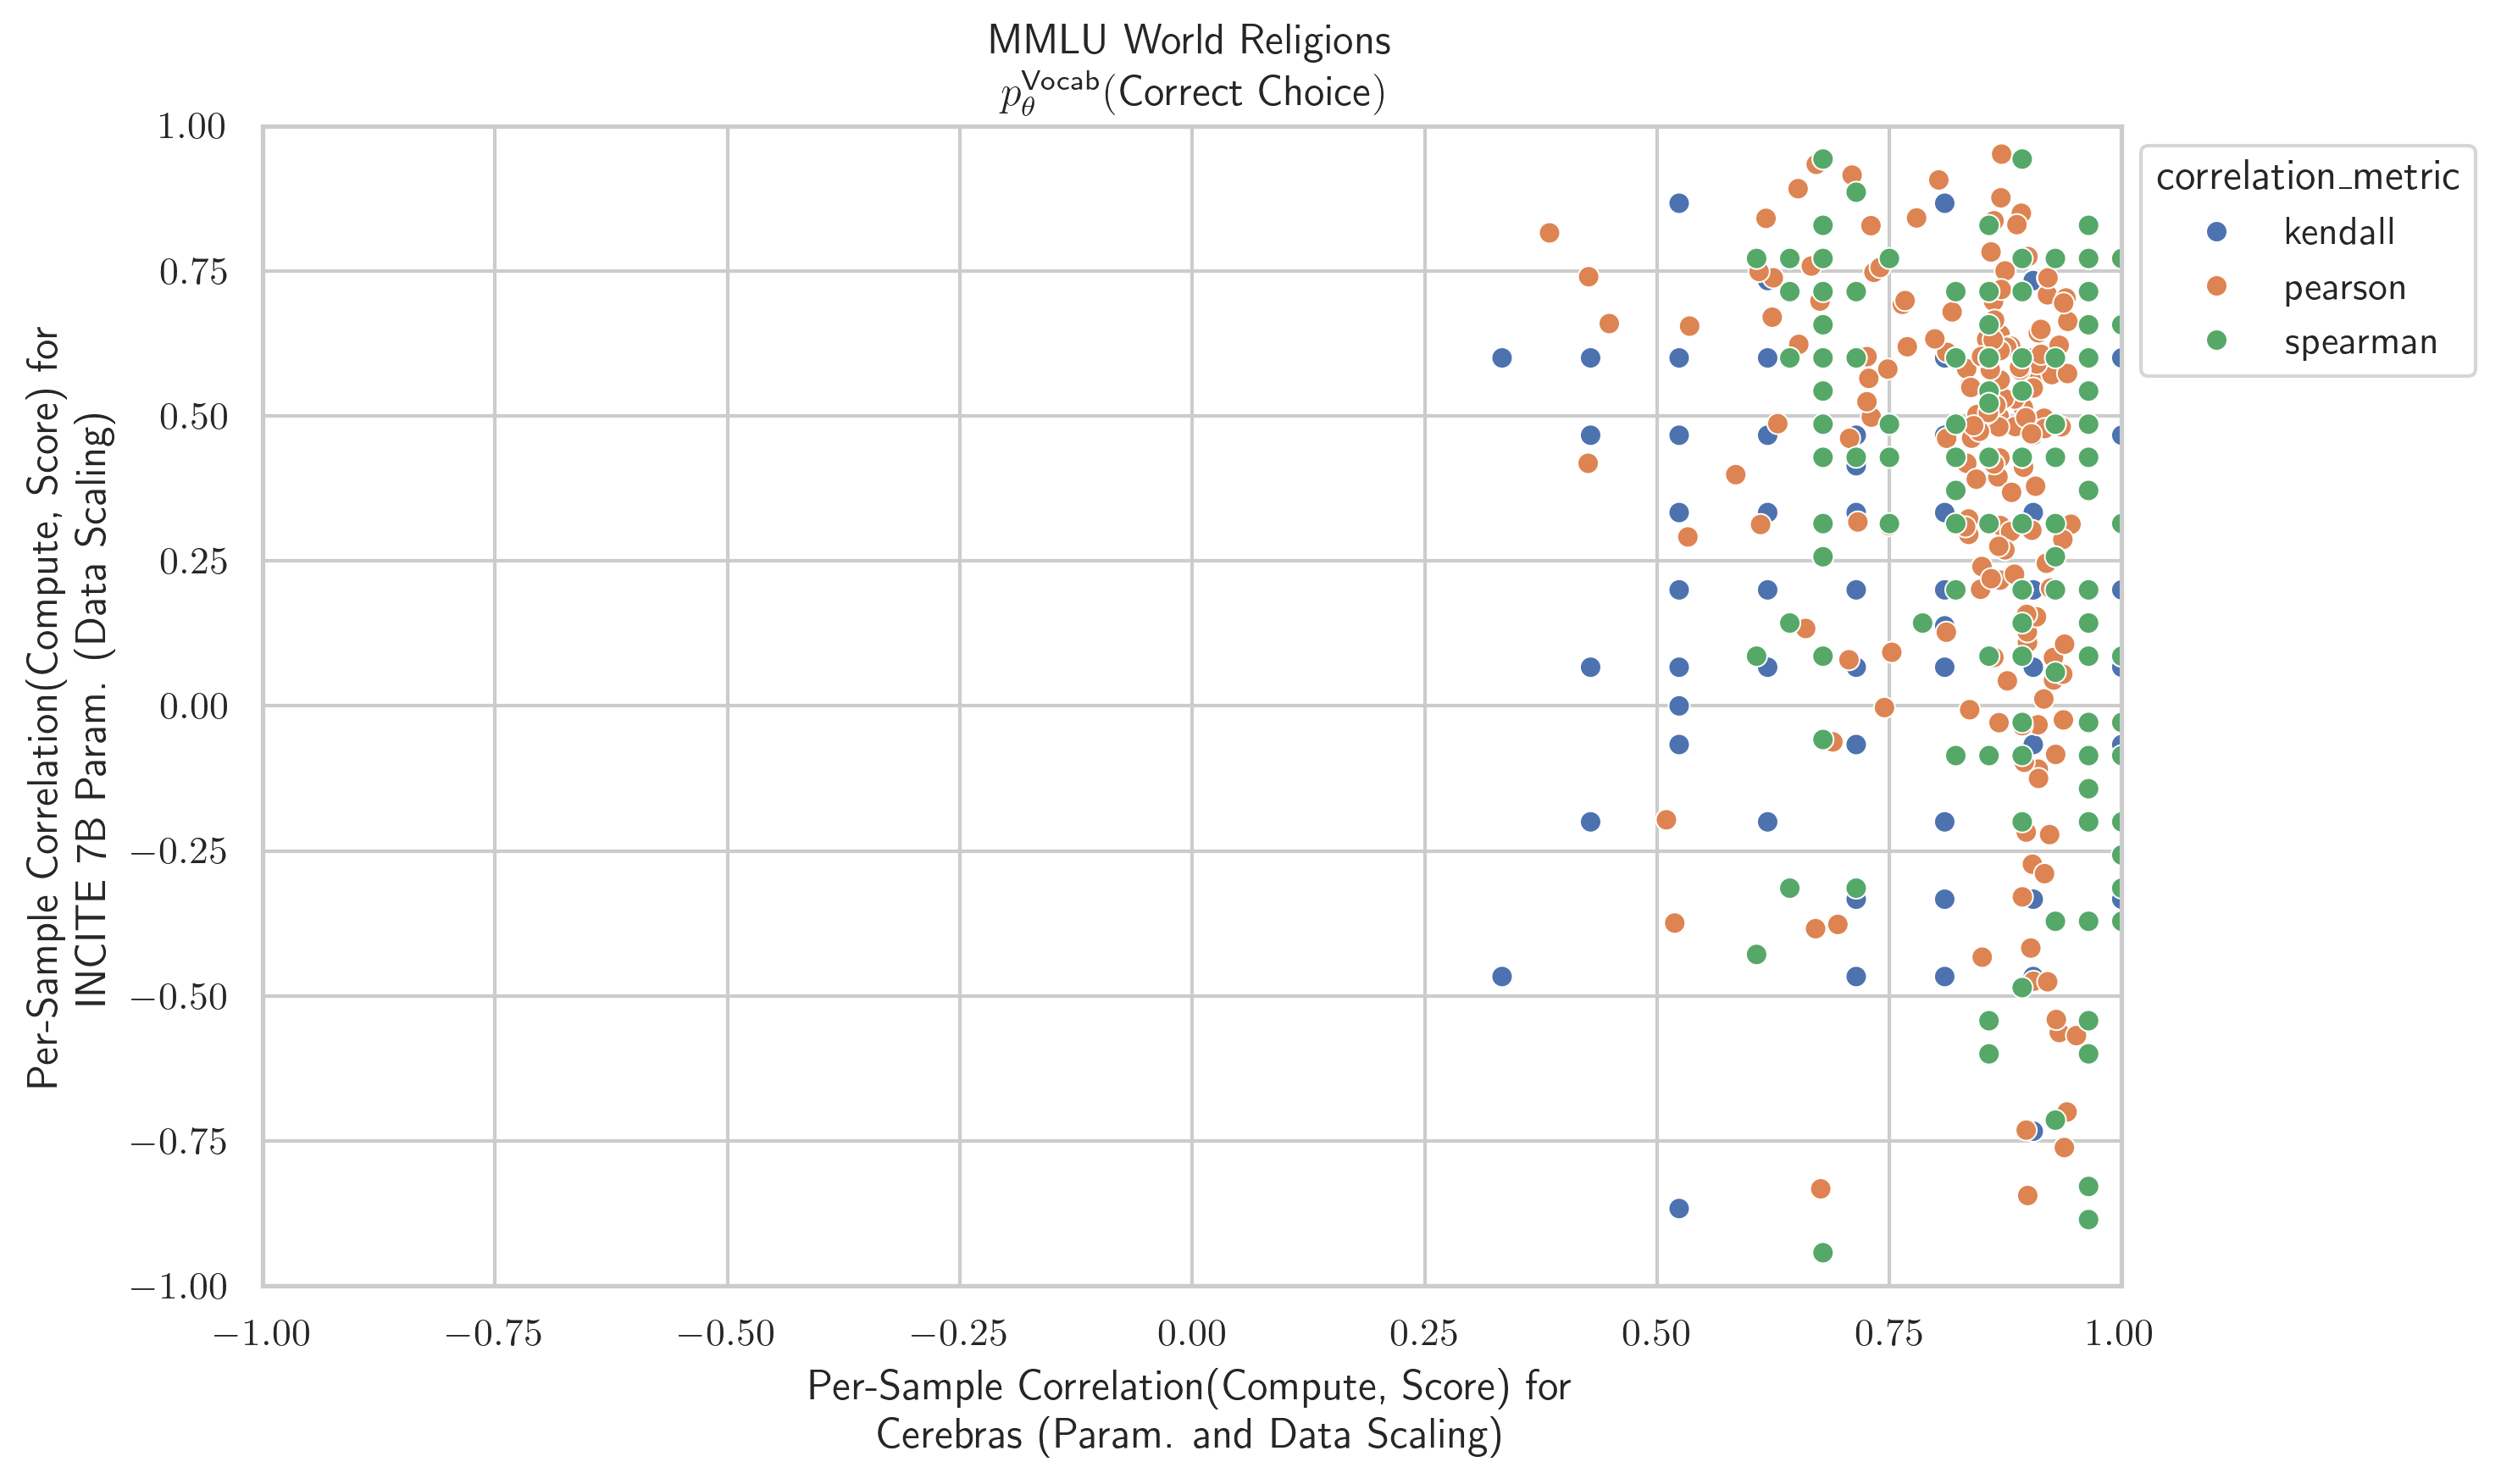 MMLU World Religions
p_θ^Vocab(Correct Choice)
Per-Sample Correlation(Compute, Score) for
INCITE 7B Param. (Data Scaling)
1.00
0.75
0.50
0.25
0.00
−0.25
−0.50
−0.75
−1.00
correlation_metric
kendall
pearson
spearman
−1.00 −0.75 −0.50 −0.25 0.00 0.25 0.50 0.75 1.00
Per-Sample Correlation(Compute, Score) for
Cerebras (Param. and Data Scaling)